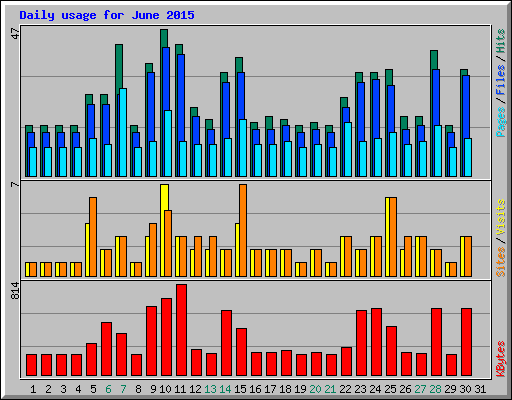 Daily usage for June 2015
47
Pages / Files / Hits
7
Sites / Visits
814
KBytes
1 2 3 4 5 6 7 8 9 10 11 12 13 14 15 16 17 18 19 20 21 22 23 24 25 26 27 28 29 30 31